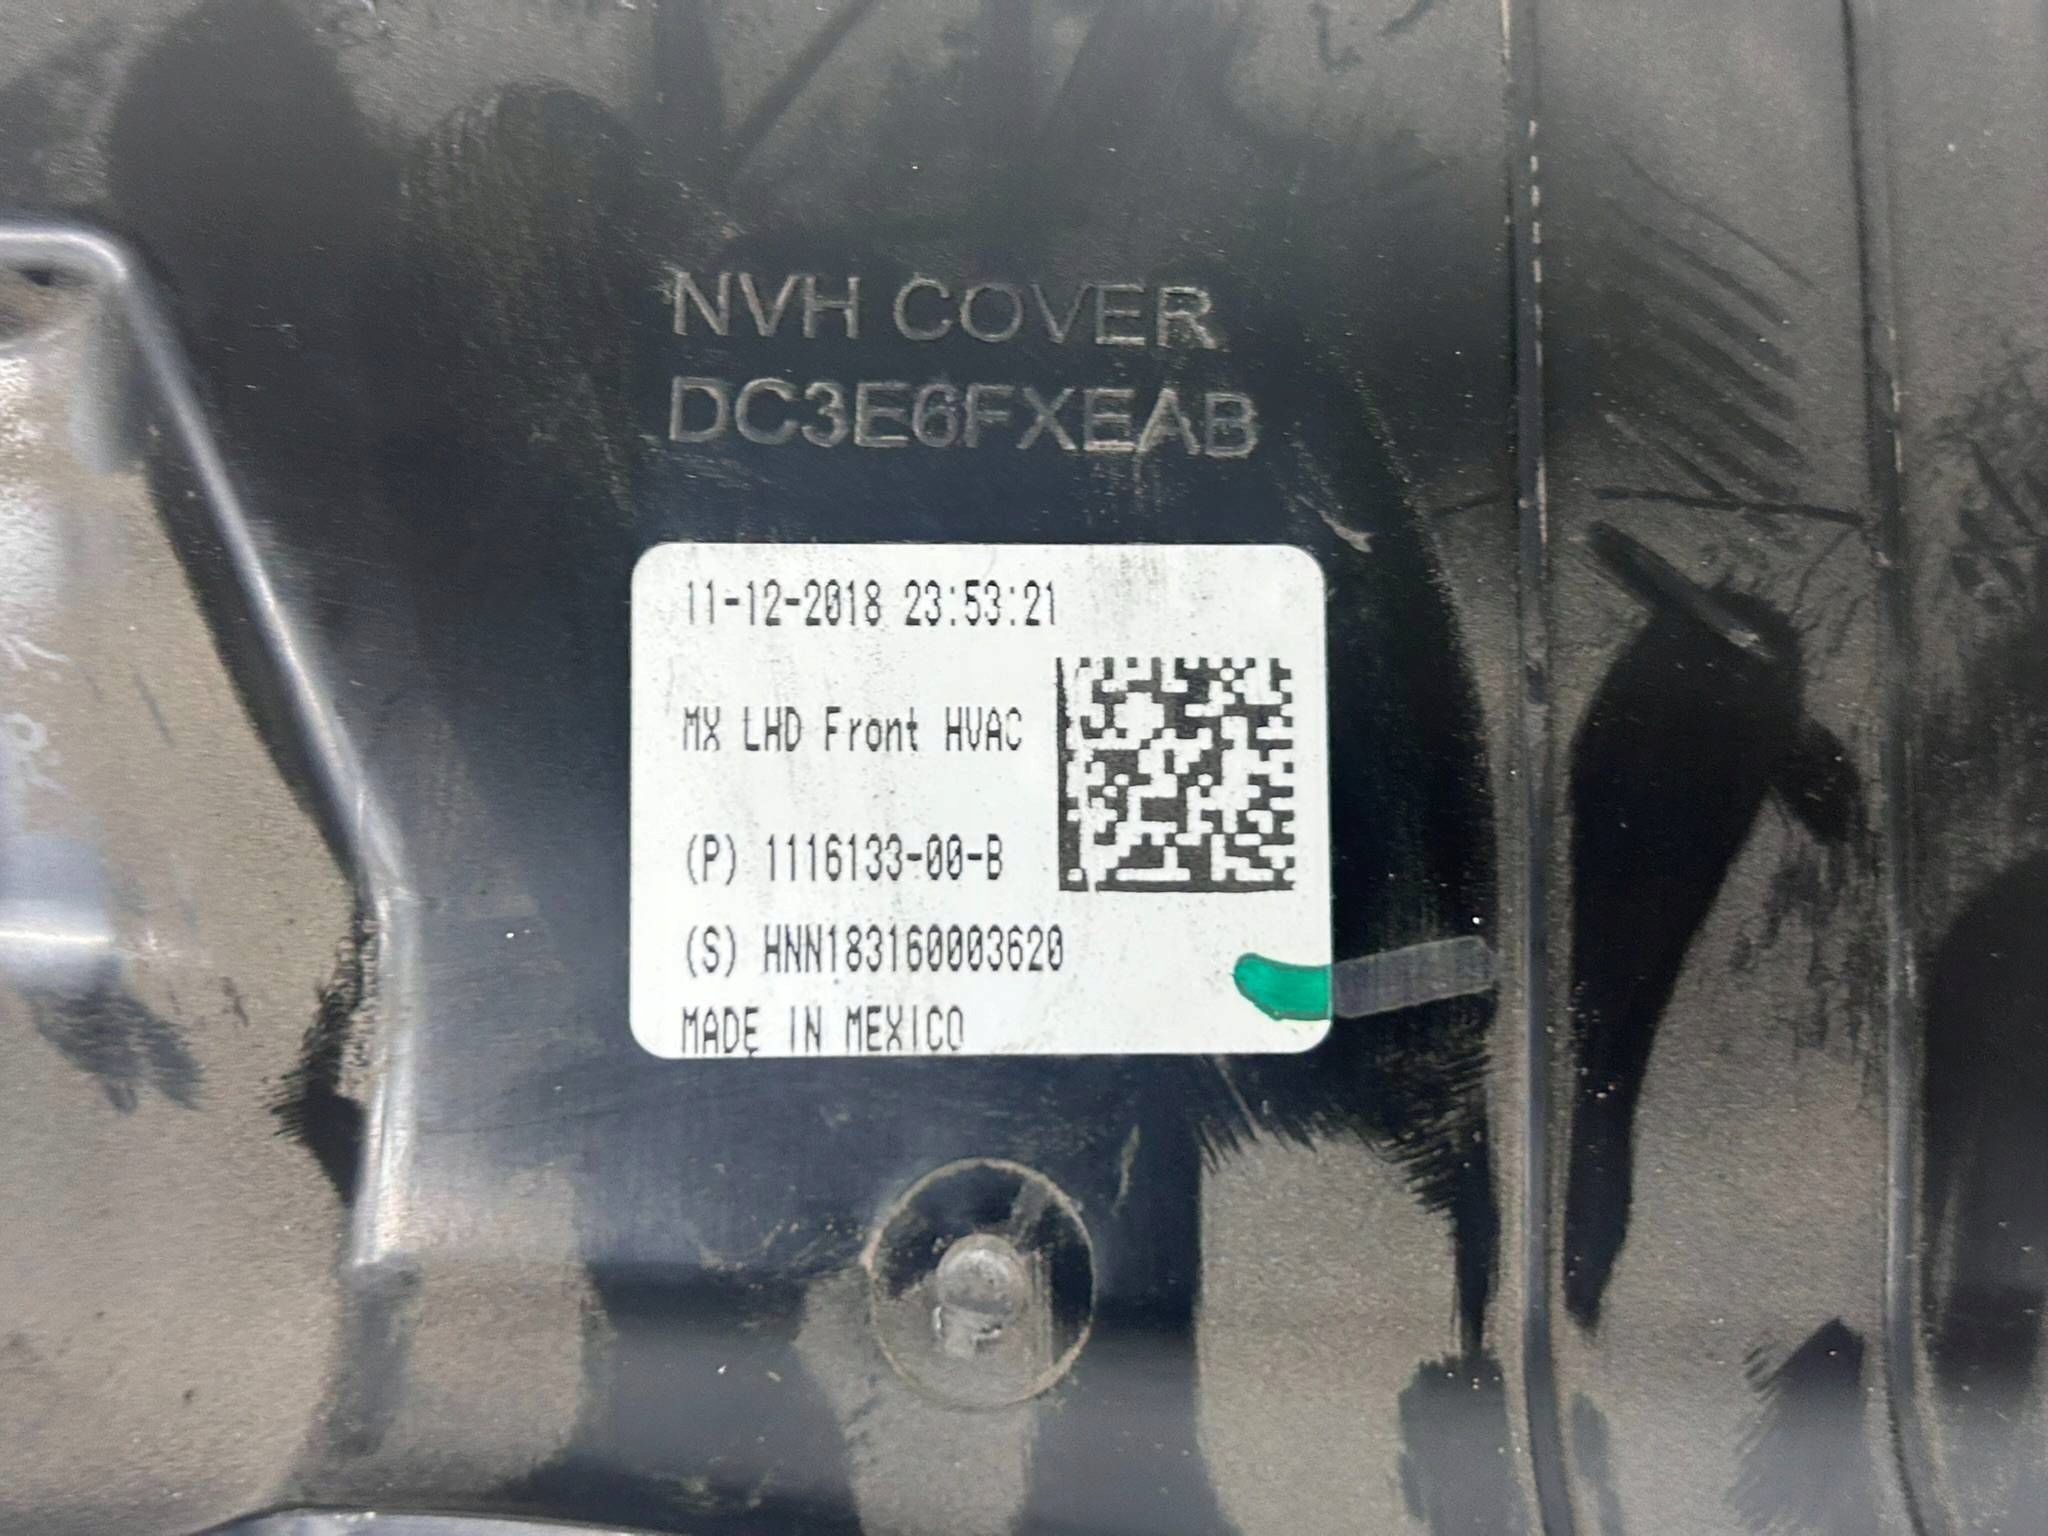 NVH COVER
DC3E6FXEAB
11-12-2018 23:53:21
MX LHD Front HVAC
(P) 1116133-00-B
(S) HNN183160003620
MADE IN MEXICO